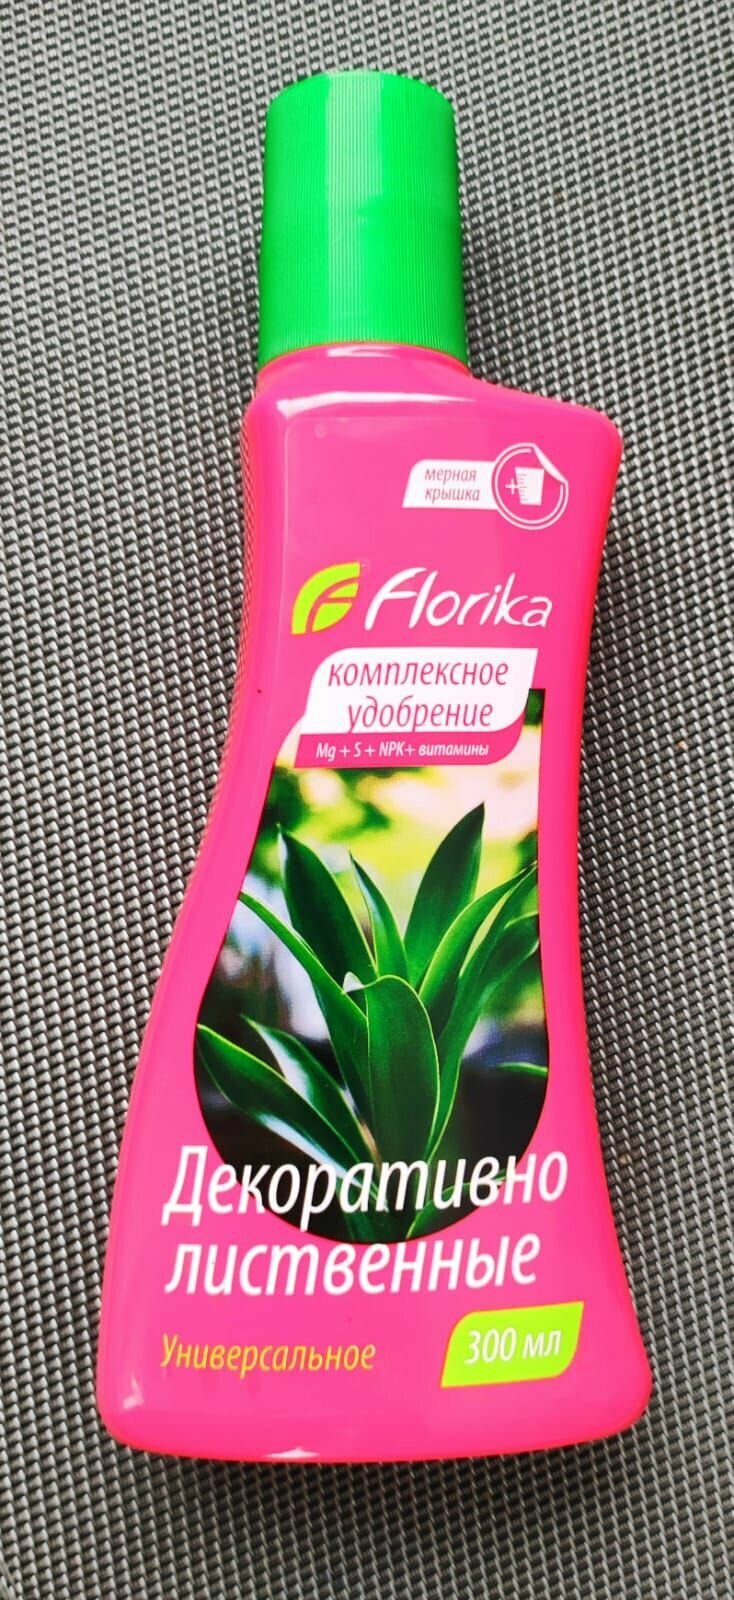 мерная
крышка
Florika
комплексное
удобрение
Mg + S + NPK+ витамины
Декоративно
лиственные
Универсальное
300 мл